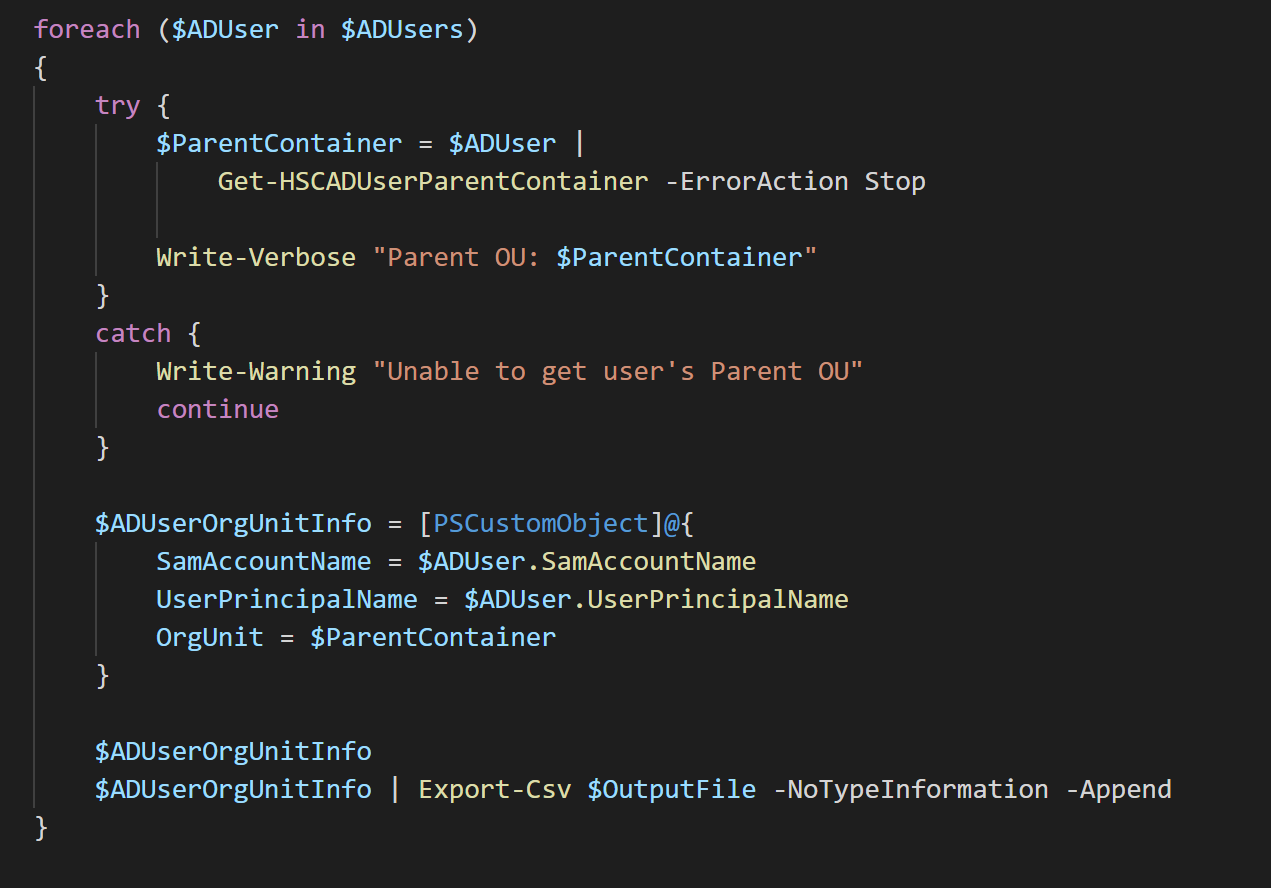 foreach ($ADUser in $ADUsers)
{
    try {
        $ParentContainer = $ADUser |
            Get-HSCADUserParentContainer -ErrorAction Stop

        Write-Verbose "Parent OU: $ParentContainer"
    }
    catch {
        Write-Warning "Unable to get user's Parent OU"
        continue
    }

    $ADUserOrgUnitInfo = [PSCustomObject]@{
        SamAccountName = $ADUser.SamAccountName
        UserPrincipalName = $ADUser.UserPrincipalName
        OrgUnit = $ParentContainer
    }

    $ADUserOrgUnitInfo
    $ADUserOrgUnitInfo | Export-Csv $OutputFile -NoTypeInformation -Append
}